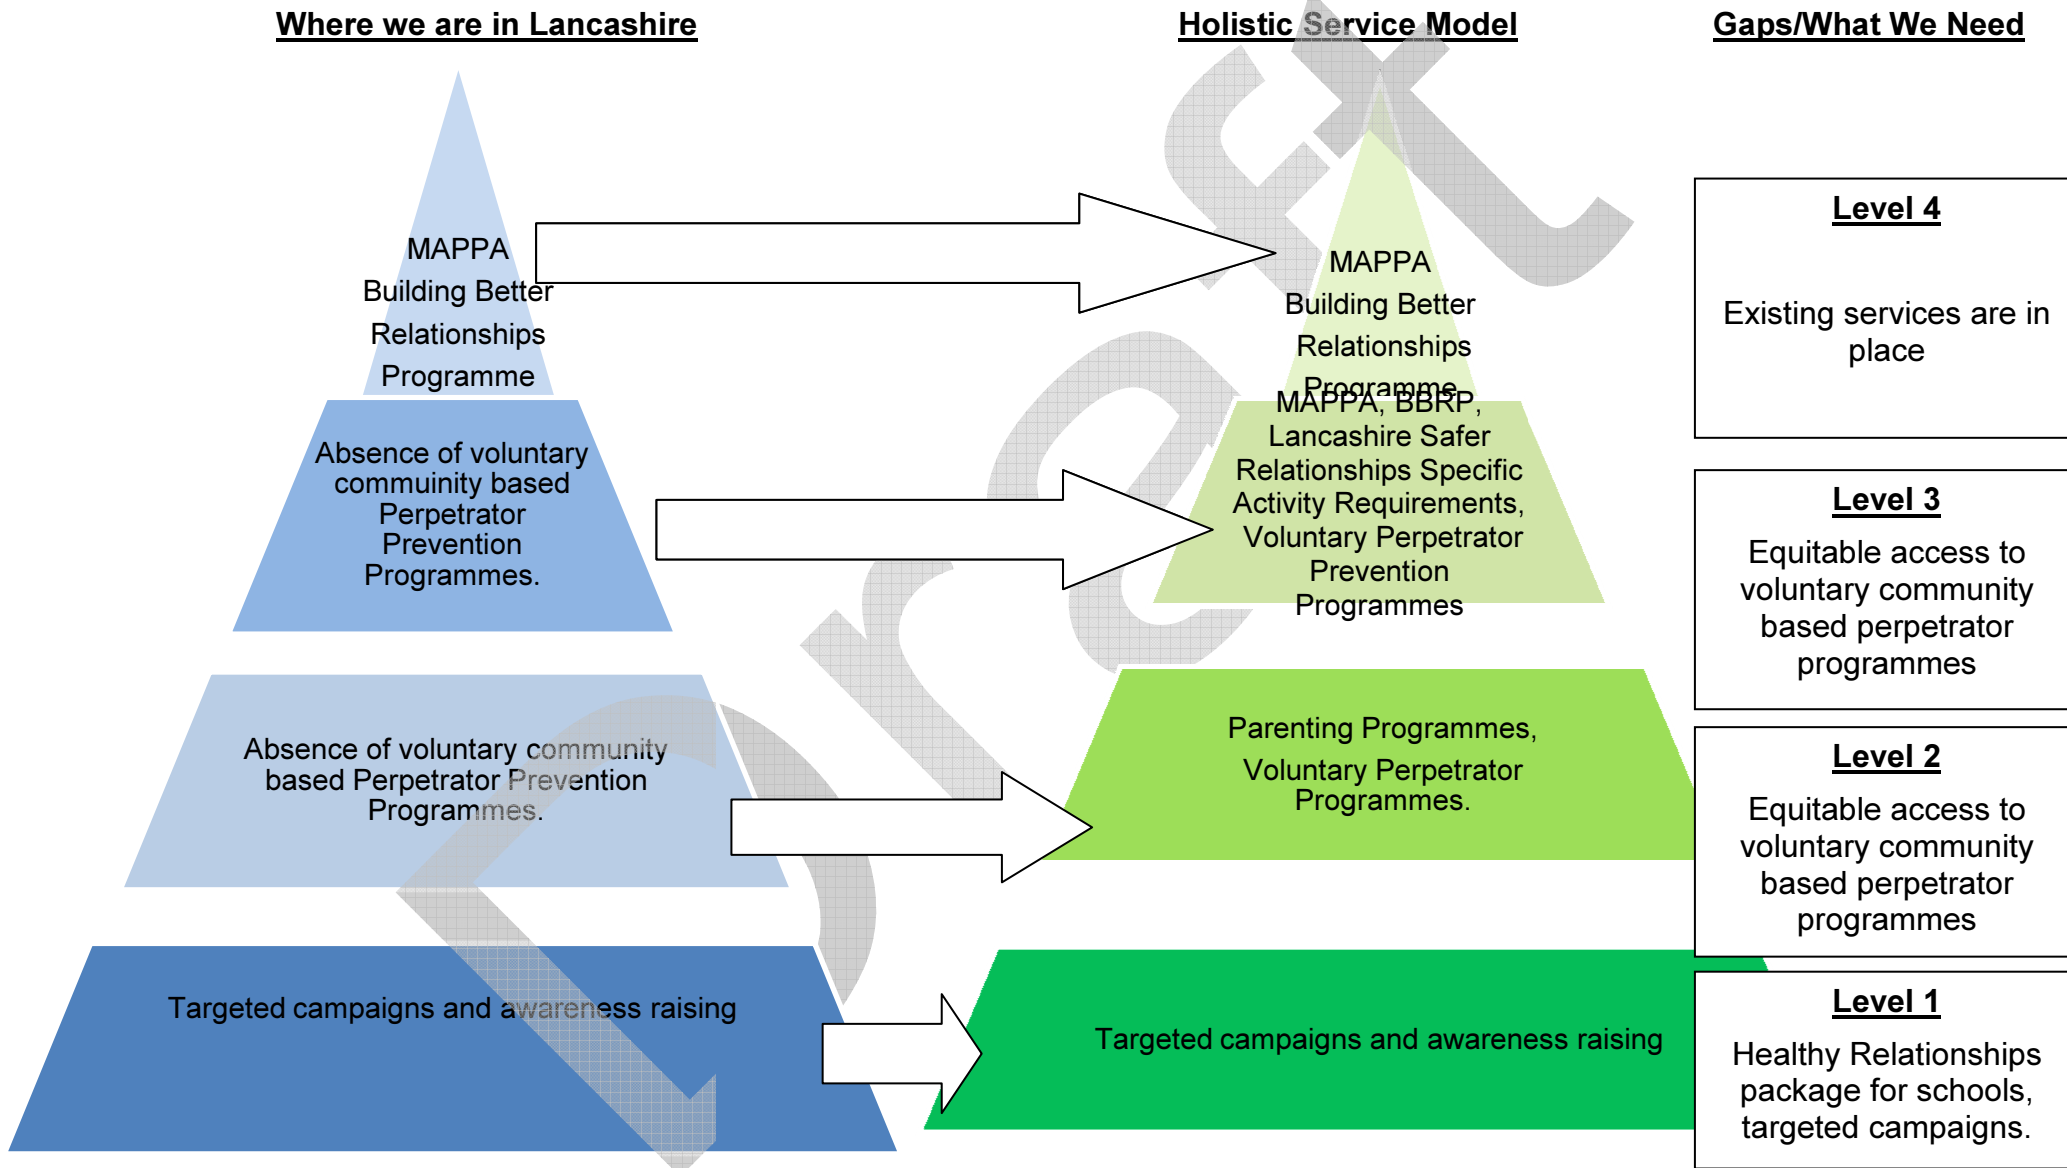 Where we are in Lancashire
Holistic Service Model
Gaps/What We Need
MAPPA
Building Better
Relationships
Programme
Absence of voluntary
commuinity based
Perpetrator
Prevention
Programmes.
Absence of voluntary community
based Perpetrator Prevention
Programmes.
Targeted campaigns and awareness raising
MAPPA
Building Better
Relationships
Programme
MAPPA, BBRP,
Lancashire Safer
Relationships Specific
Activity Requirements,
Voluntary Perpetrator
Prevention
Programmes
Parenting Programmes,
Voluntary Perpetrator
Programmes.
Targeted campaigns and awareness raising
Level 4
Existing services are in
place
Level 3
Equitable access to
voluntary community
based perpetrator
programmes
Level 2
Equitable access to
voluntary community
based perpetrator
programmes
Level 1
Healthy Relationships
package for schools,
targeted campaigns.
Draft